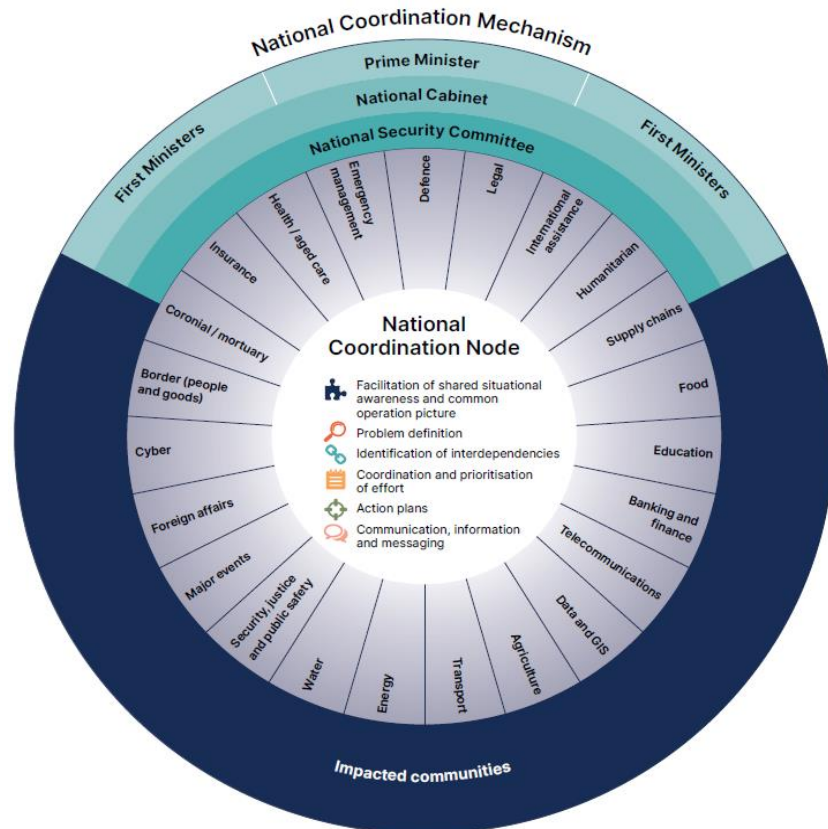 National Coordination Mechanism
Prime Minister
First Ministers
First Ministers
National Cabinet
National Security Committee
Defence
Legal
International
assistance
Humanitarian
Supply chains
Food
Education
Banking and
finance
Telecommunications
Data and GIS
Agriculture
Transport
Energy
Water
Security, justice
and public safety
Major events
Foreign affairs
Cyber
Border (people
and goods)
Coronial / mortuary
Insurance
Health / aged care
Emergency
management
National
Coordination Node
Facilitation of shared situational
awareness and common
operation picture
Problem definition
Identification of interdependencies
Coordination and prioritisation
of effort
Action plans
Communication, information
and messaging
Impacted communities